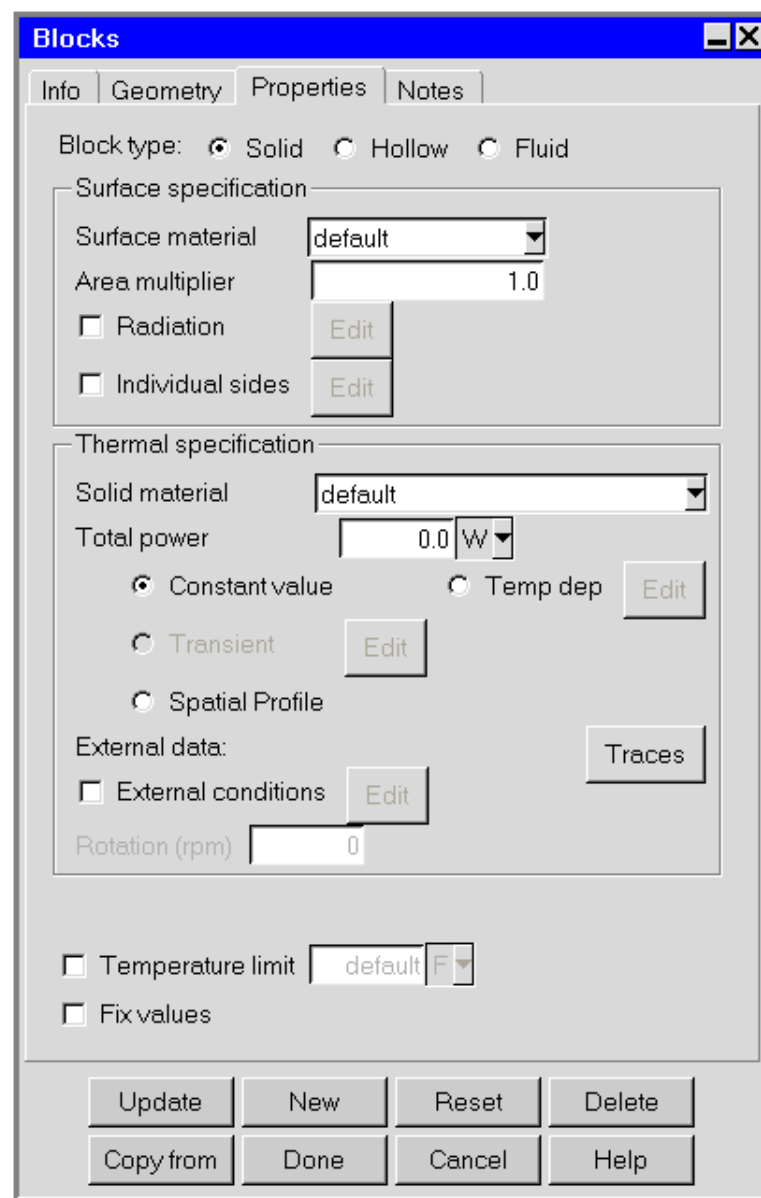 Blocks
Info Geometry Properties Notes
Block type: Solid Hollow Fluid
Surface specification
Surface material default
Area multiplier 1.0
Radiation Edit
Individual sides Edit
Thermal specification
Solid material default
Total power 0.0 W
Constant value Temp dep Edit
Transient Edit
Spatial Profile
External data: Traces
External conditions Edit
Rotation (rpm) 0
Temperature limit default F
Fix values
Update New Reset Delete
Copy from Done Cancel Help